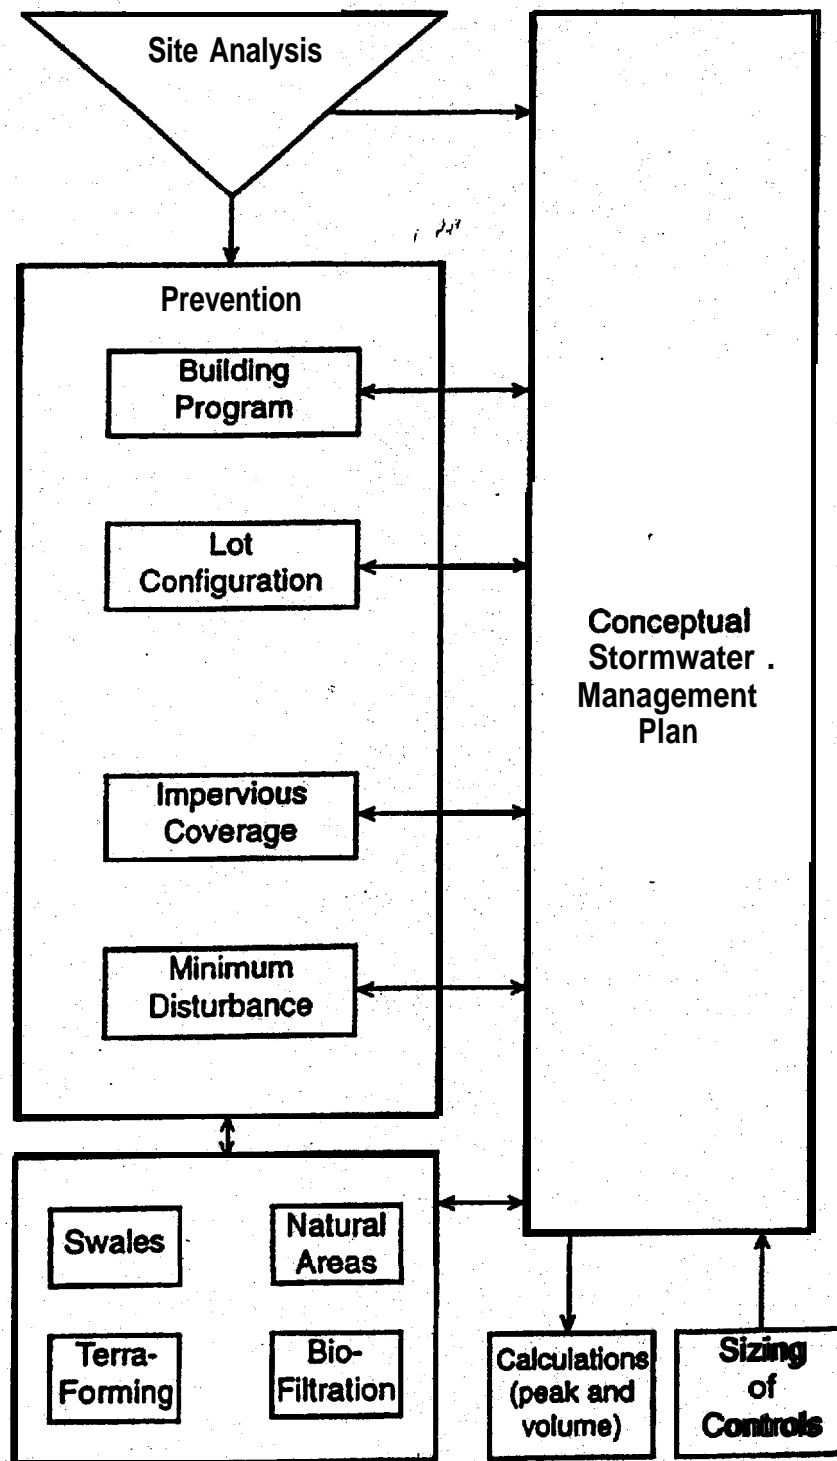 Site Analysis
Prevention
Building
Program
Lot
Configuration
Impervious
Coverage
Minimum
Disturbance
Conceptual
Stormwater .
Management
Plan
Swales
Natural
Areas
Terra-
Forming
Bio-
Filtration
Calculations
(peak and
volume)
Sizing
of
Controls